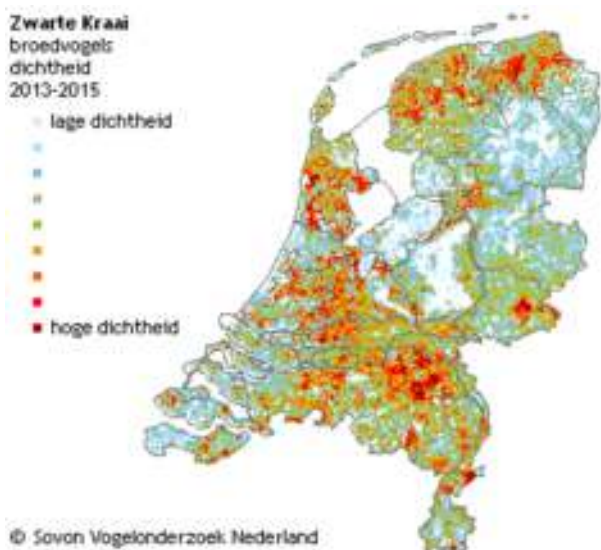 Zwarte Kraai
broedvogels
dichtheid
2013-2015
lage dichtheid
hoge dichtheid
© Sovon Vogelonderzoek Nederland